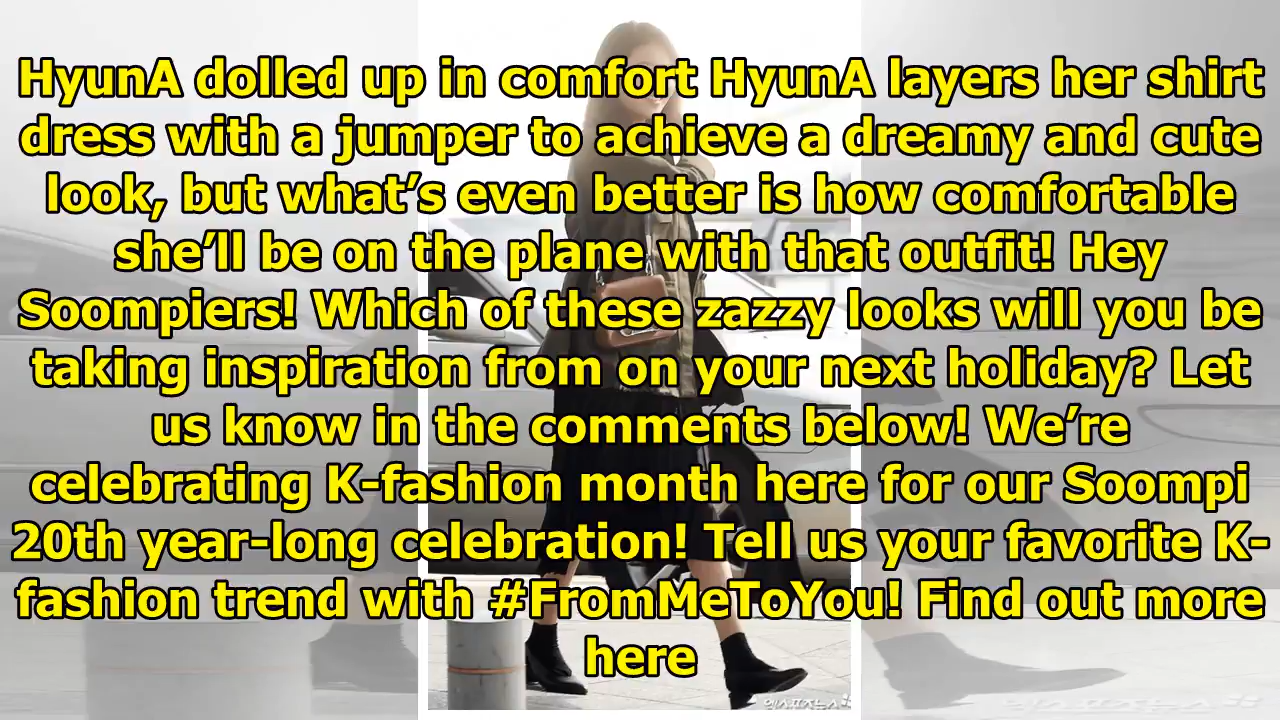 HyunA dolled up in comfort HyunA layers her shirt
dress with a jumper to achieve a dreamy and cute
look, but what’s even better is how comfortable
she’ll be on the plane with that outfit! Hey
Soompiers! Which of these zazzy looks will you be
taking inspiration from on your next holiday? Let
us know in the comments below! We’re
celebrating K-fashion month here for our Soompi
20th year-long celebration! Tell us your favorite K-
fashion trend with #FromMeToYou! Find out more
here